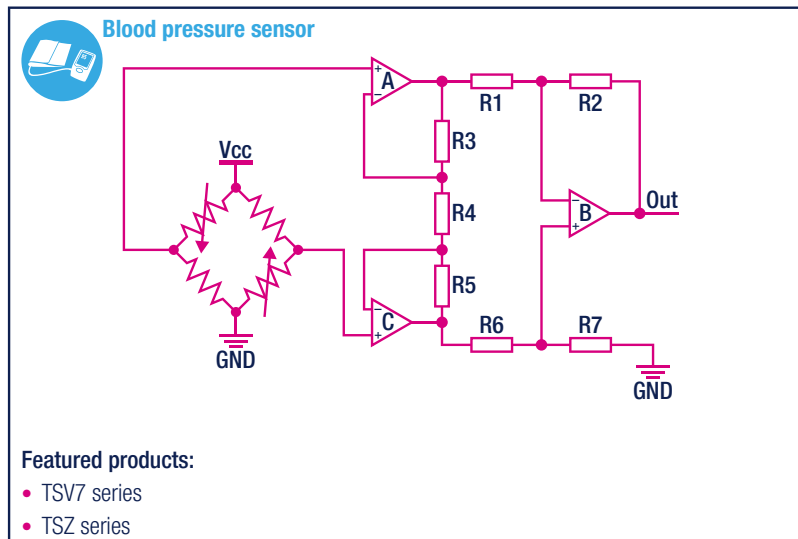 Blood pressure sensor
A
+
−
R1
R2
R3
Vcc
R4
B
−
+
Out
R5
C
−
+
R6
R7
GND
GND
Featured products:
• TSV7 series
• TSZ series